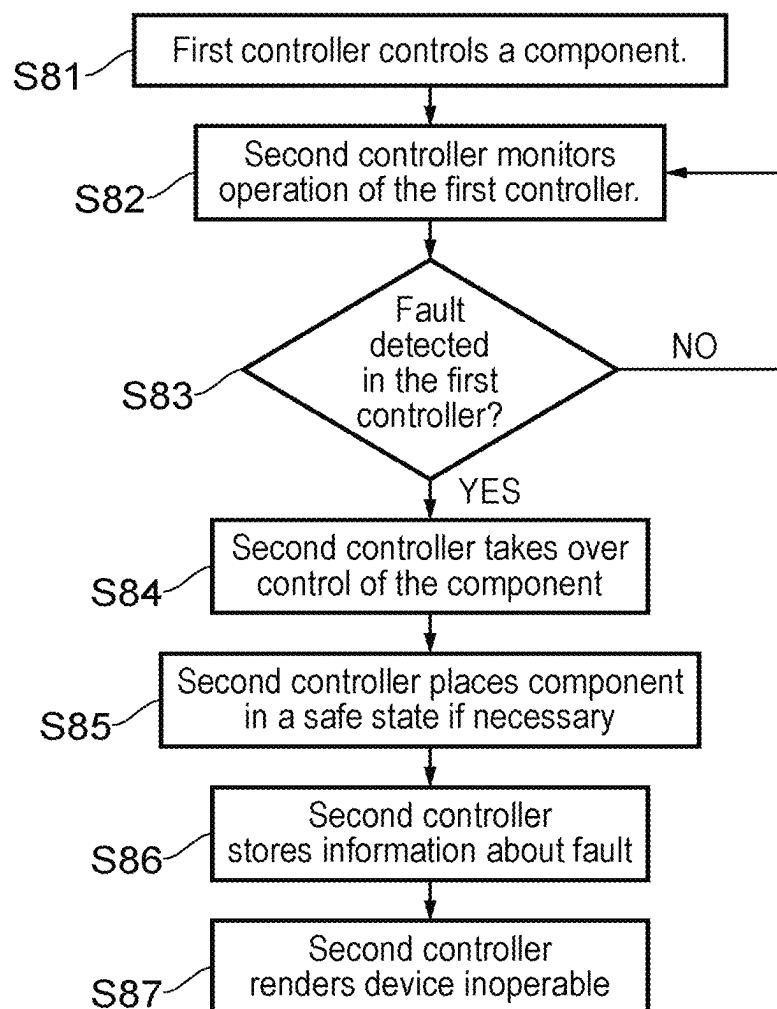 First controller controls a component.
S81
Second controller monitors
operation of the first controller.
S82
Fault
detected
in the first
controller?
NO
S83
YES
Second controller takes over
control of the component
S84
Second controller places component
in a safe state if necessary
S85
Second controller
stores information about fault
S86
Second controller
renders device inoperable
S87